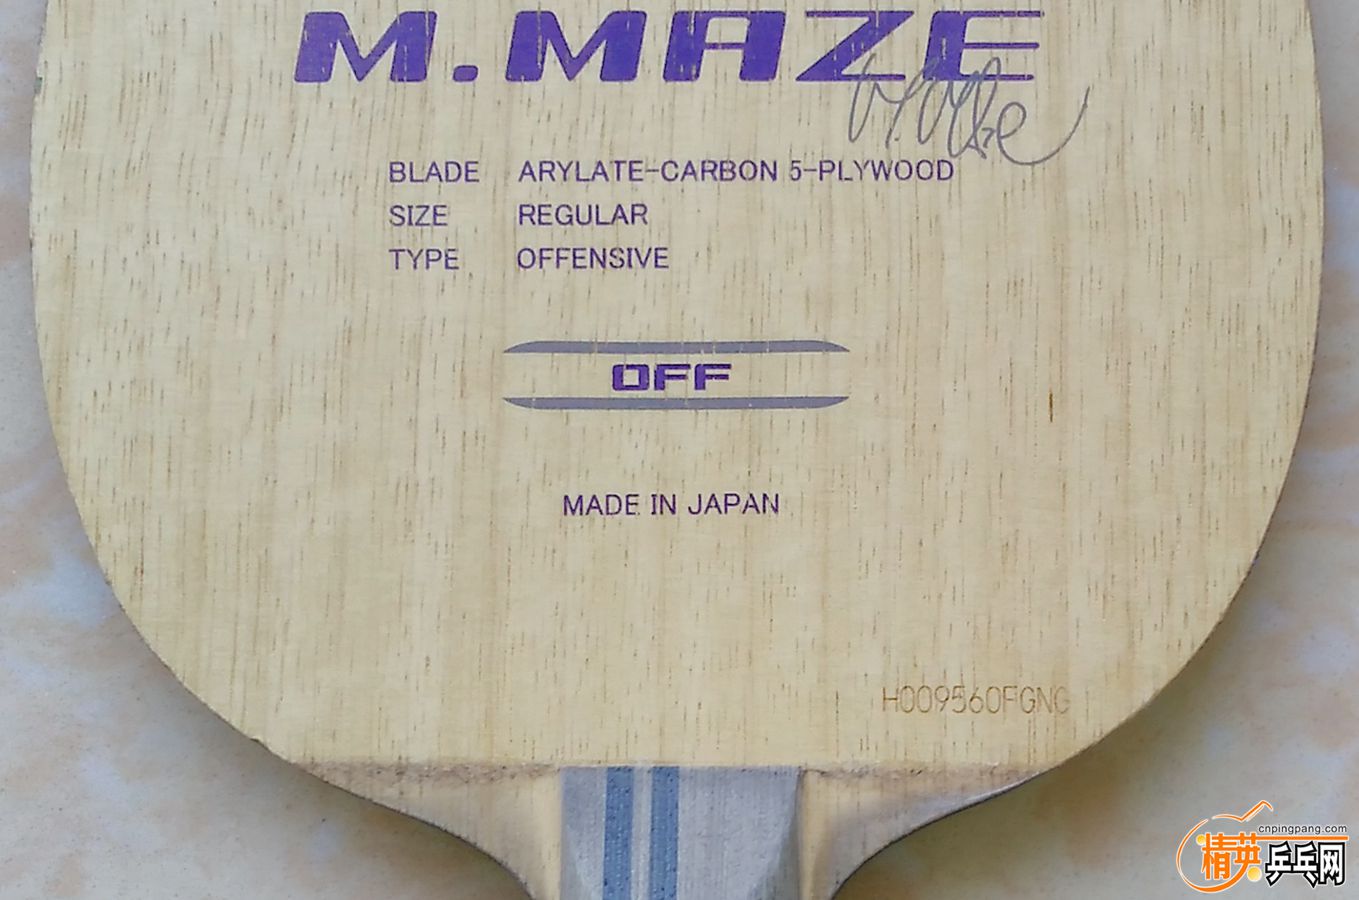 M.MAZE
BLADE ARYLATE-CARBON 5-PLYWOOD
SIZE REGULAR
TYPE OFFENSIVE
OFF
MADE IN JAPAN
H009560FGNG
cnpingpang.com
精英乒乓网